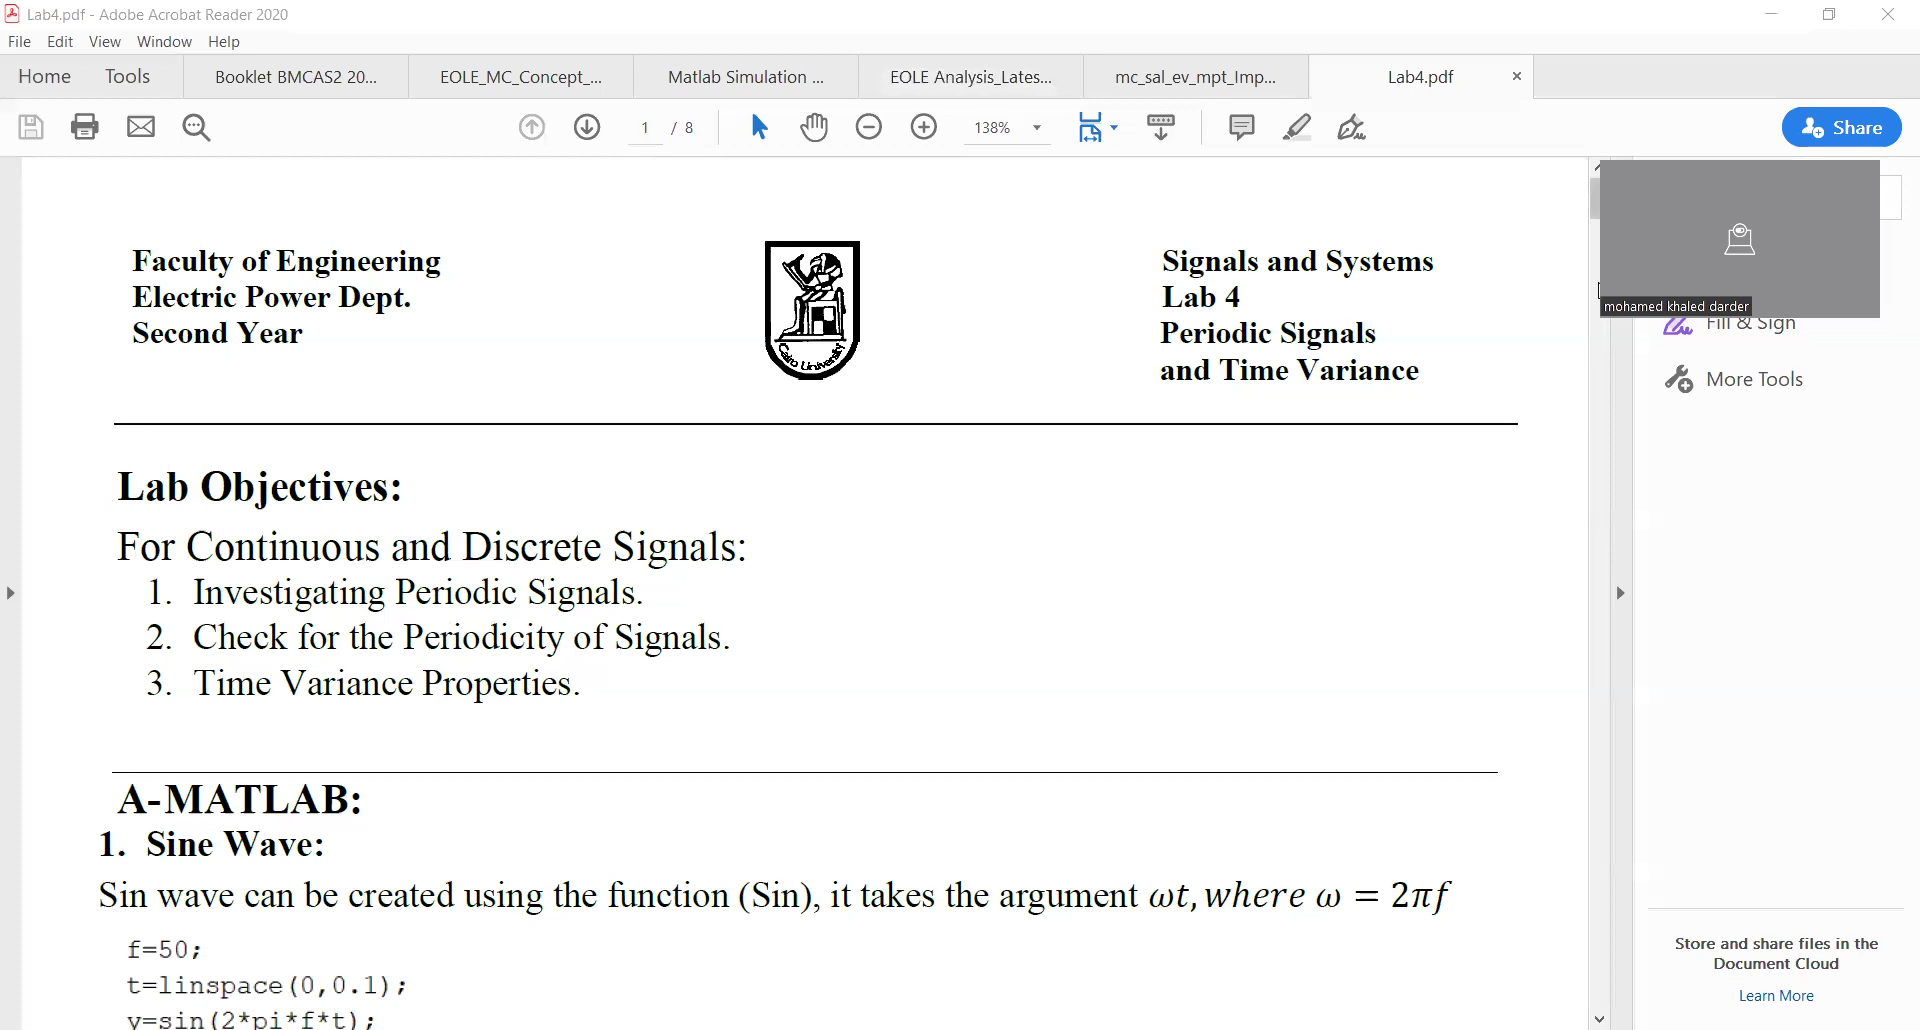 Lab4.pdf - Adobe Acrobat Reader 2020
File Edit View Window Help
Home Tools Booklet BMCAS2 20... EOLE_MC_Concept_... Matlab Simulation ... EOLE Analysis_Lates... mc_sal_ev_mpt_Imp... Lab4.pdf
1 / 8 138% Share
Faculty of Engineering
Electric Power Dept.
Second Year
Cairo University
Signals and Systems
Lab 4
Periodic Signals
and Time Variance
mohamed khaled darder
Fill & Sign
More Tools
Lab Objectives:
For Continuous and Discrete Signals:
1. Investigating Periodic Signals.
2. Check for the Periodicity of Signals.
3. Time Variance Properties.
A-MATLAB:
1. Sine Wave:
Sin wave can be created using the function (Sin), it takes the argument ωt, where ω = 2πf
f=50;
t=linspace(0,0.1);
y=sin(2*pi*f*t);
Store and share files in the
Document Cloud
Learn More